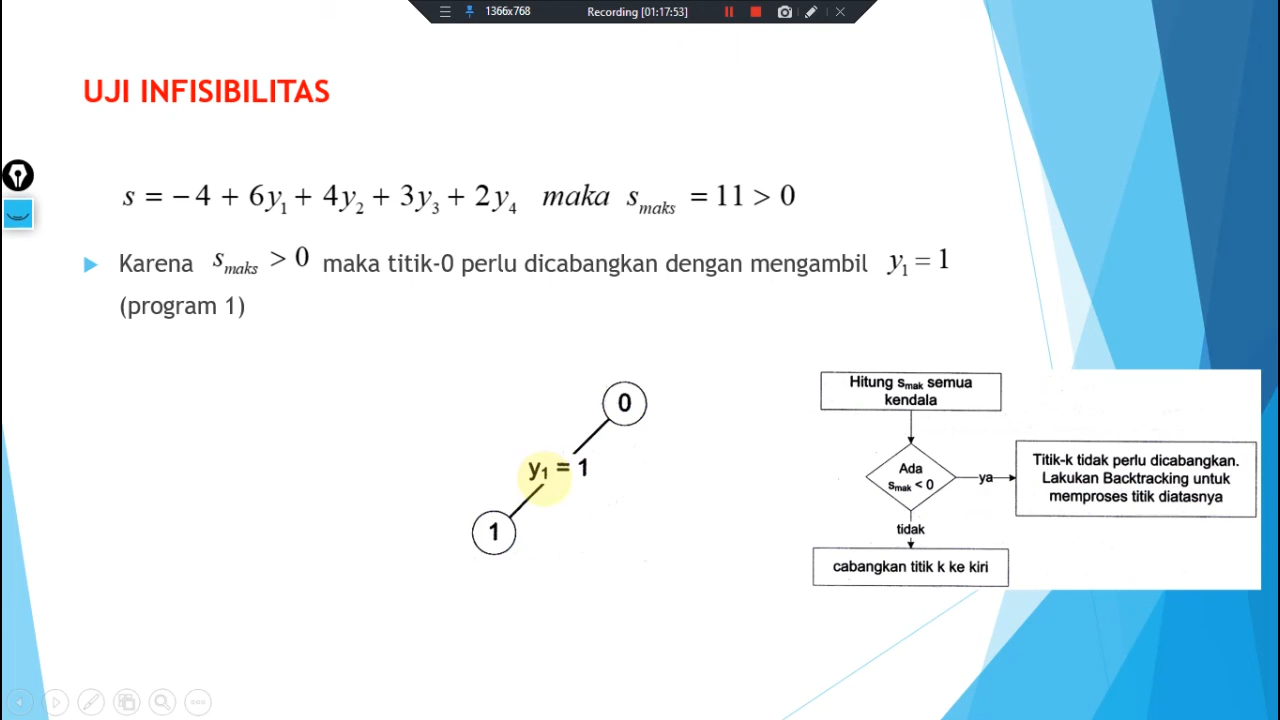 1366x768 Recording [01:17:53]
UJI INFISIBILITAS
s = − 4 + 6y₁ + 4y₂ + 3y₃ + 2y₄ maka s_maks = 11 > 0
Karena s_maks > 0 maka titik-0 perlu dicabangkan dengan mengambil y₁ = 1
(program 1)
0
y₁ = 1
1
Hitung s_mak semua
kendala
Ada
s_mak < 0
ya
Titik-k tidak perlu dicabangkan.
Lakukan Backtracking untuk
memproses titik diatasnya
tidak
cabangkan titik k ke kiri